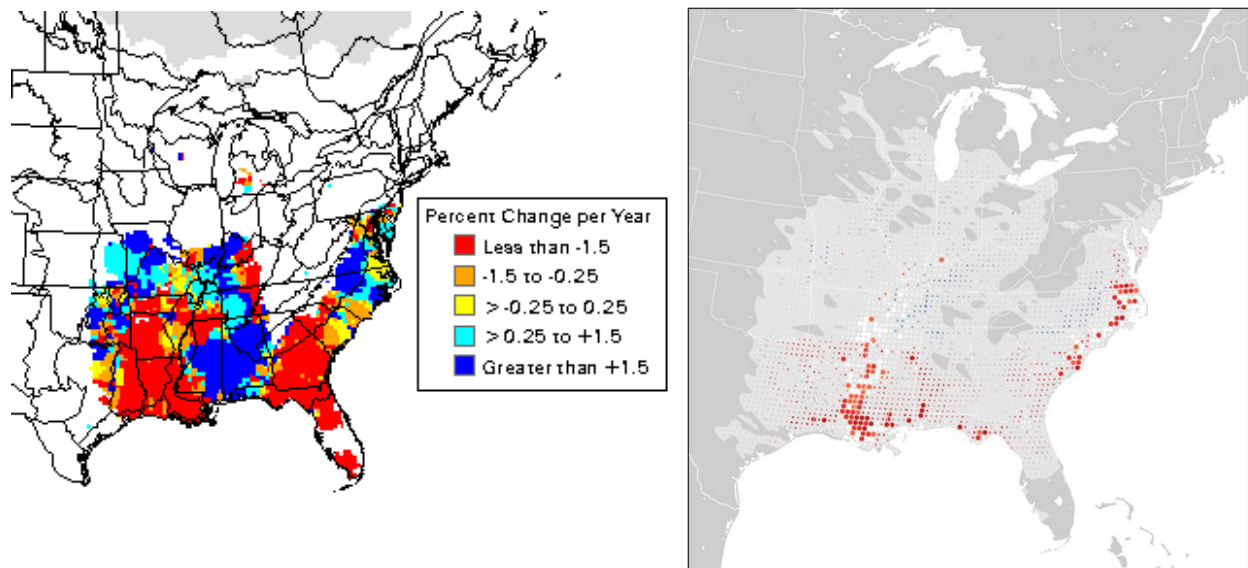 Percent Change per Year
Less than -1.5
-1.5 to -0.25
> -0.25 to 0.25
> 0.25 to +1.5
Greater than +1.5